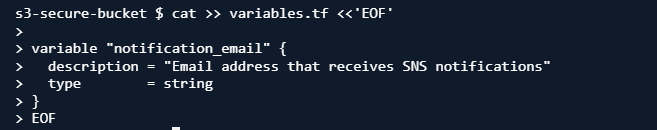 s3-secure-bucket $ cat >> variables.tf <<'EOF'
>
> variable "notification_email" {
>   description = "Email address that receives SNS notifications"
>   type        = string
> }
> EOF